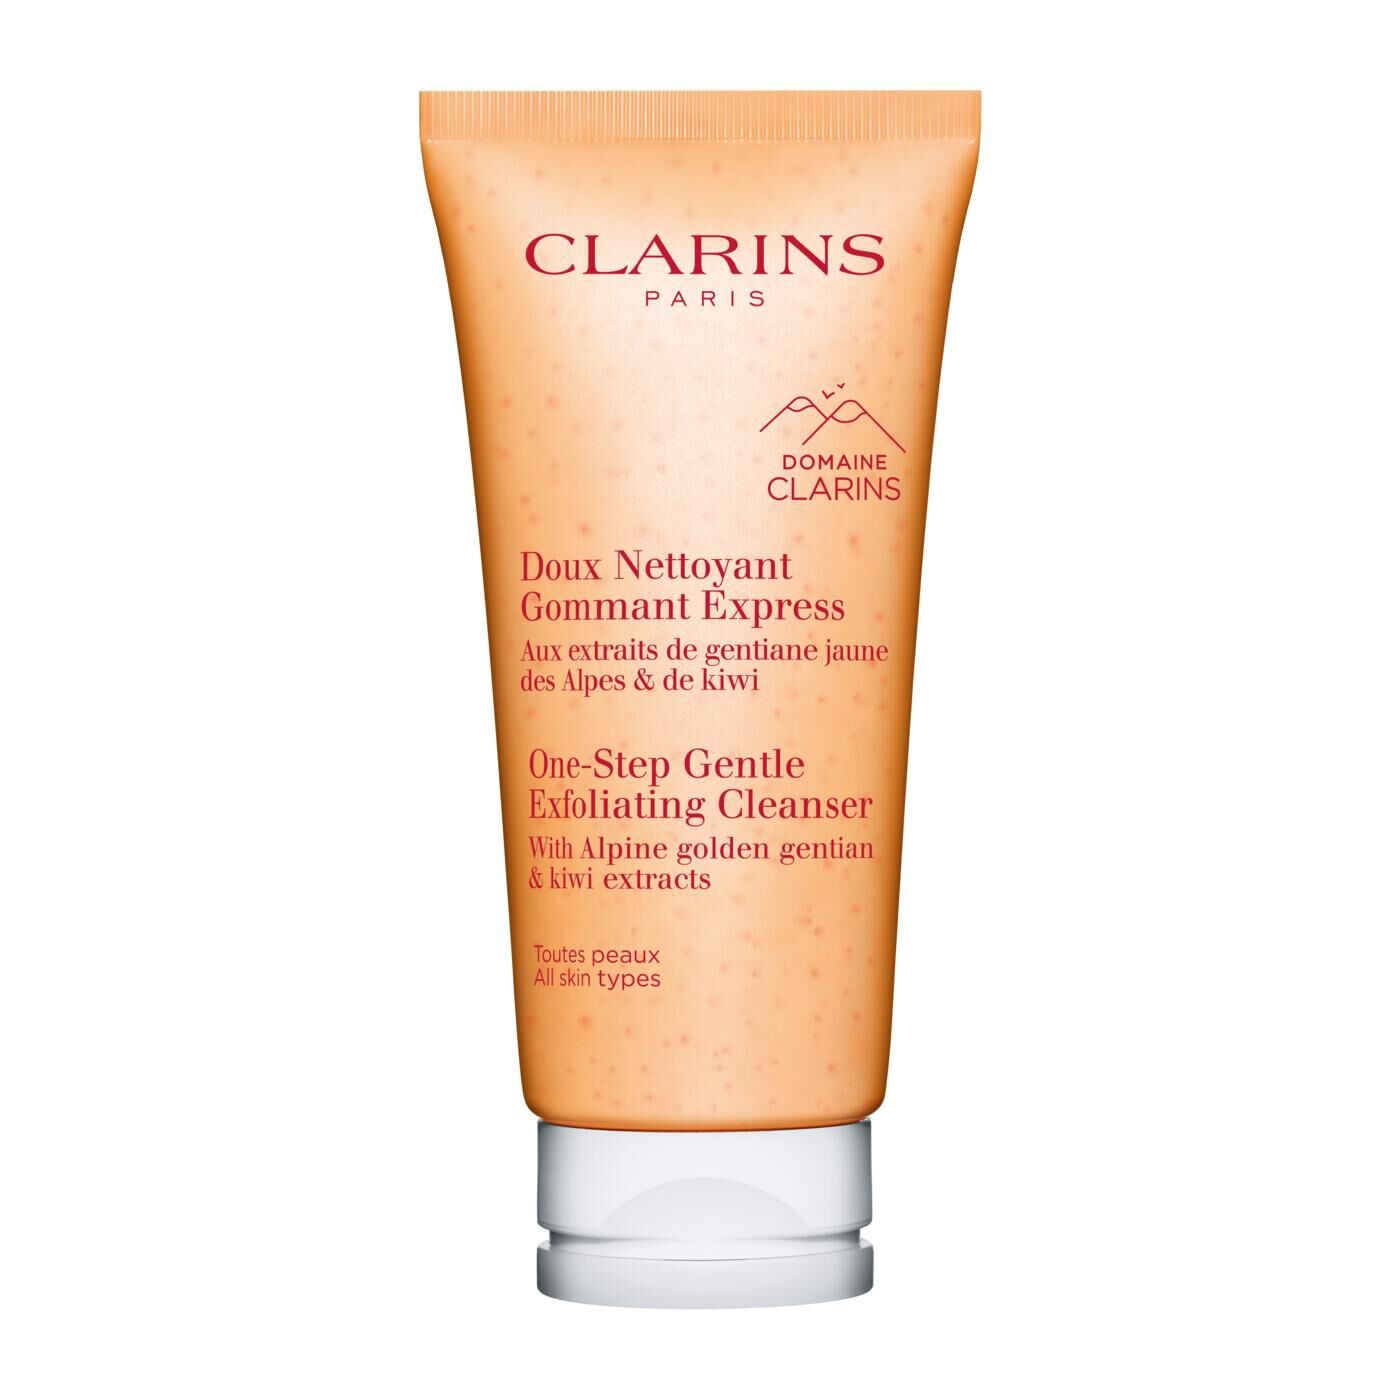 CLARINS
PARIS
DOMAINE
CLARINS
Doux Nettoyant
Gommant Express
Aux extraits de gentiane jaune
des Alpes & de kiwi
One-Step Gentle
Exfoliating Cleanser
With Alpine golden gentian
& kiwi extracts
Toutes peaux
All skin types